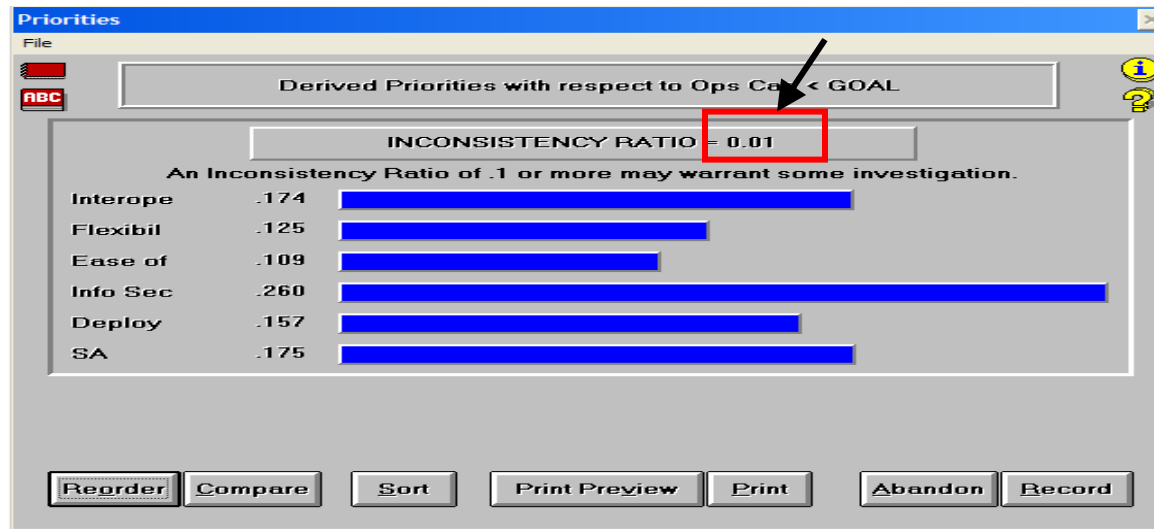 Priorities
File
ABC
Derived Priorities with respect to Ops Ca < GOAL
INCONSISTENCY RATIO = 0.01
An Inconsistency Ratio of .1 or more may warrant some investigation.
Interope .174
Flexibil .125
Ease of .109
Info Sec .260
Deploy .157
SA .175
Reorder Compare Sort Print Preview Print Abandon Record